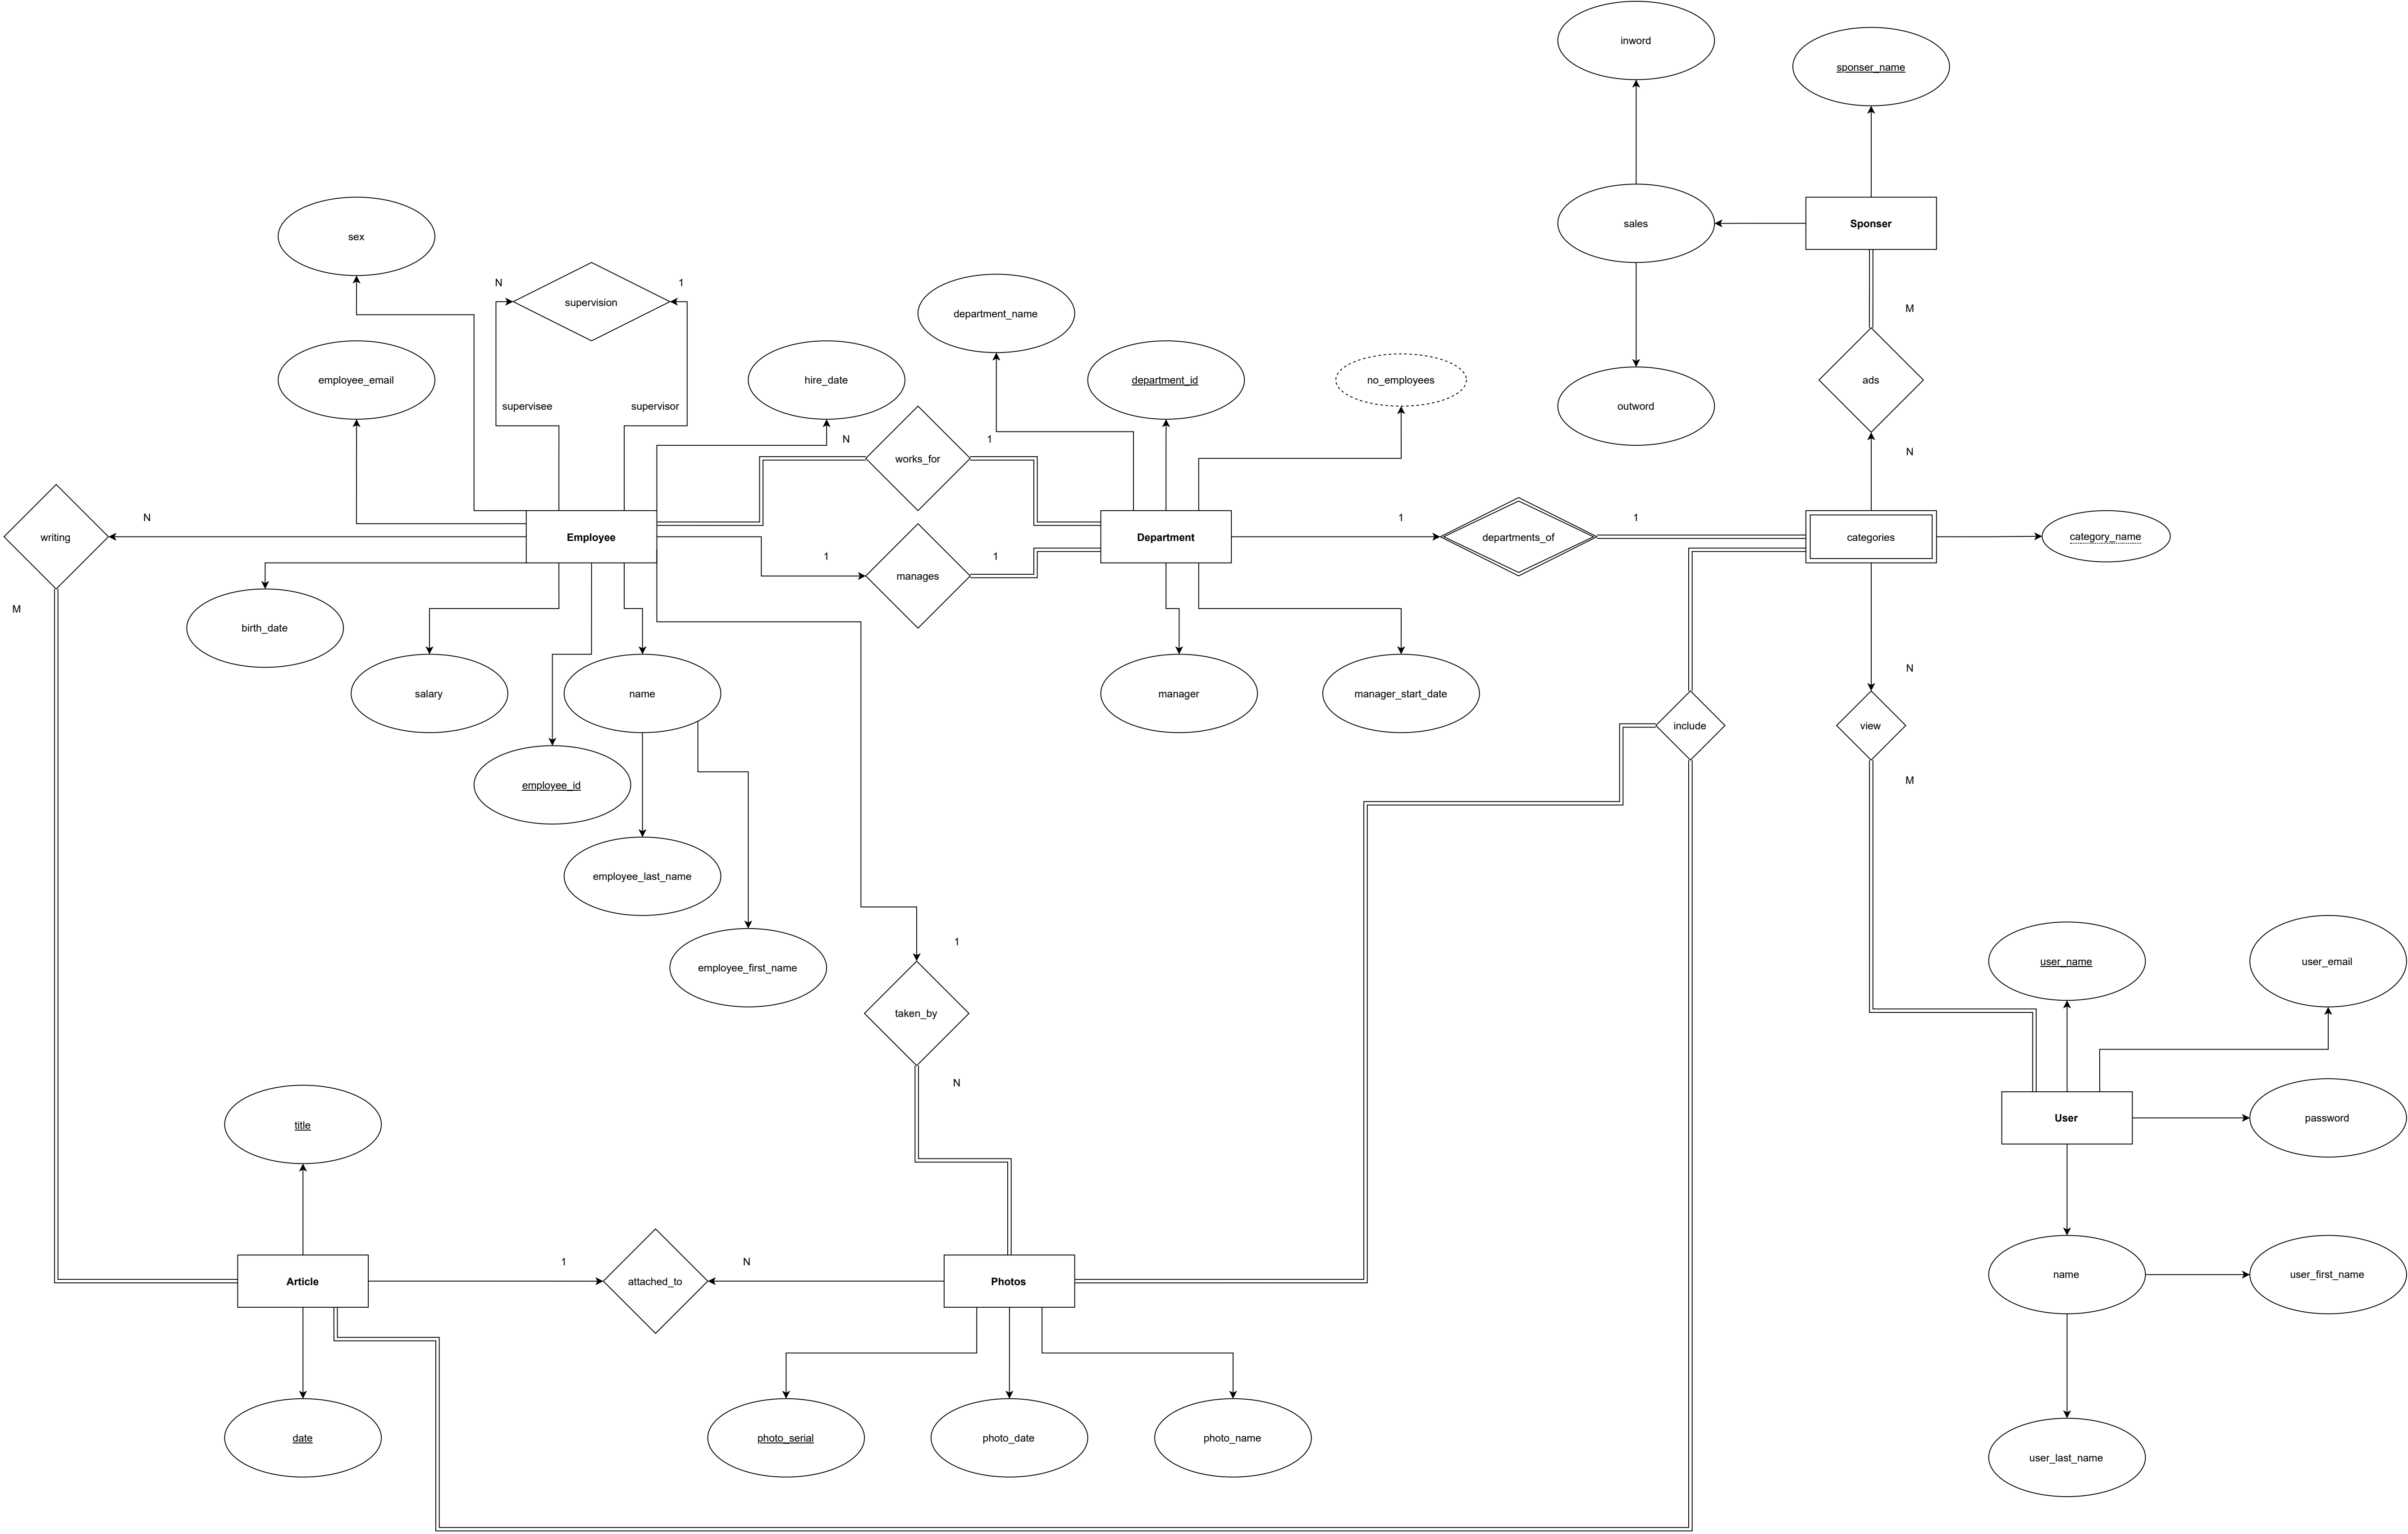 inword
sponser_name
sex
sales
Sponser
N
supervision
1
department_name
M
employee_email
hire_date
department_id
no_employees
ads
supervisee
supervisor
outword
N
works_for
1
N
writing
N
Employee
Department
1
departments_of
1
categories
category_name
1
manages
1
M
birth_date
salary
name
manager
manager_start_date
N
include
view
employee_id
M
employee_last_name
employee_first_name
1
user_name
user_email
taken_by
N
title
User
password
Article
1
attached_to
N
Photos
name
user_first_name
date
photo_serial
photo_date
photo_name
user_last_name